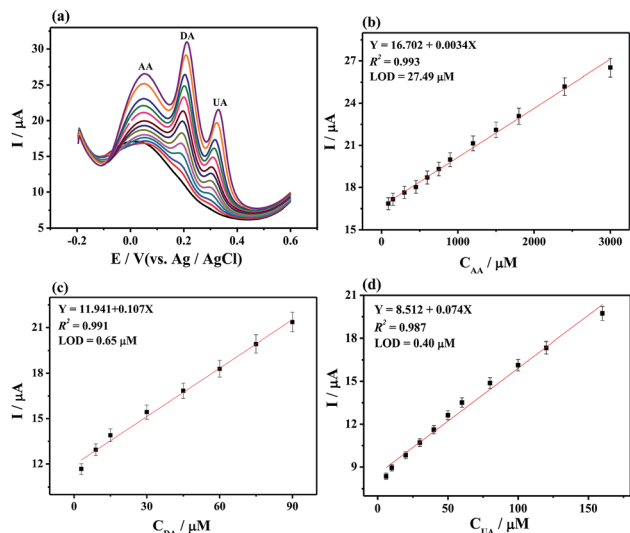 (a)
AA
DA
UA
I / μA
35
30
25
20
15
10
5
-0.2
0.0
0.2
0.4
0.6
E / V(vs. Ag / AgCl)
(b)
Y = 16.702 + 0.0034X
R² = 0.993
LOD = 27.49 μM
I / μA
27
24
21
18
15
0
1000
2000
3000
C_AA / μM
(c)
Y = 11.941+0.107X
R² = 0.991
LOD = 0.65 μM
I / μA
21
18
15
12
0
30
60
90
C_DA / μM
(d)
Y = 8.512 + 0.074X
R² = 0.987
LOD = 0.40 μM
I / μA
21
18
15
12
9
0
50
100
150
C_UA / μM